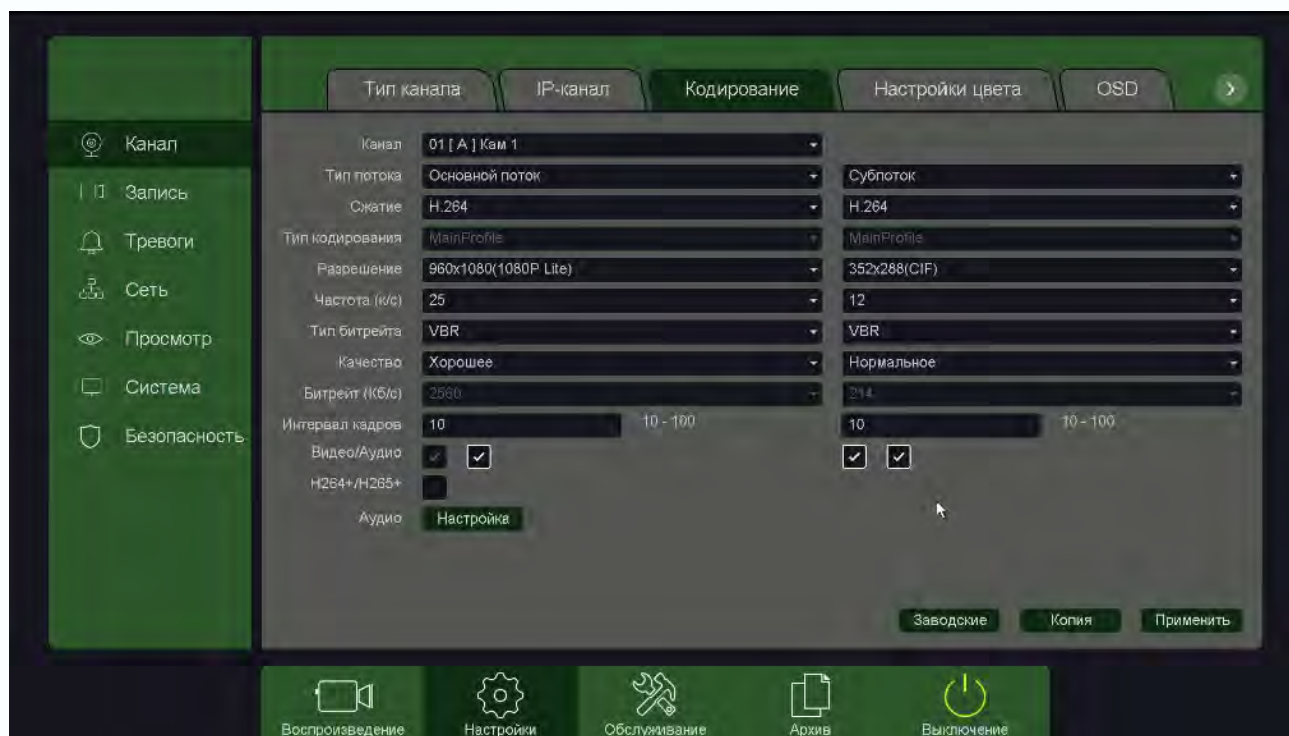 Тип канала IP-канал Кодирование Настройки цвета OSD
Канал
Запись
Тревоги
Сеть
Просмотр
Система
Безопасность
Канал 01 [ A ] Кам 1
Тип потока Основной поток Субпоток
Сжатие H.264 H.264
Тип кодирования MainProfile MainProfile
Разрешение 960x1080(1080P Lite) 352x288(CIF)
Частота (к/с) 25 12
Тип битрейта VBR VBR
Качество Хорошее Нормальное
Битрейт (Кб/с) 2560 214
Интервал кадров 10 10 - 100 10 10 - 100
Видео/Аудио
H264+/H265+
Аудио Настройка
Заводские Копия Применить
Воспроизведение Настройки Обслуживание Архив Выключение